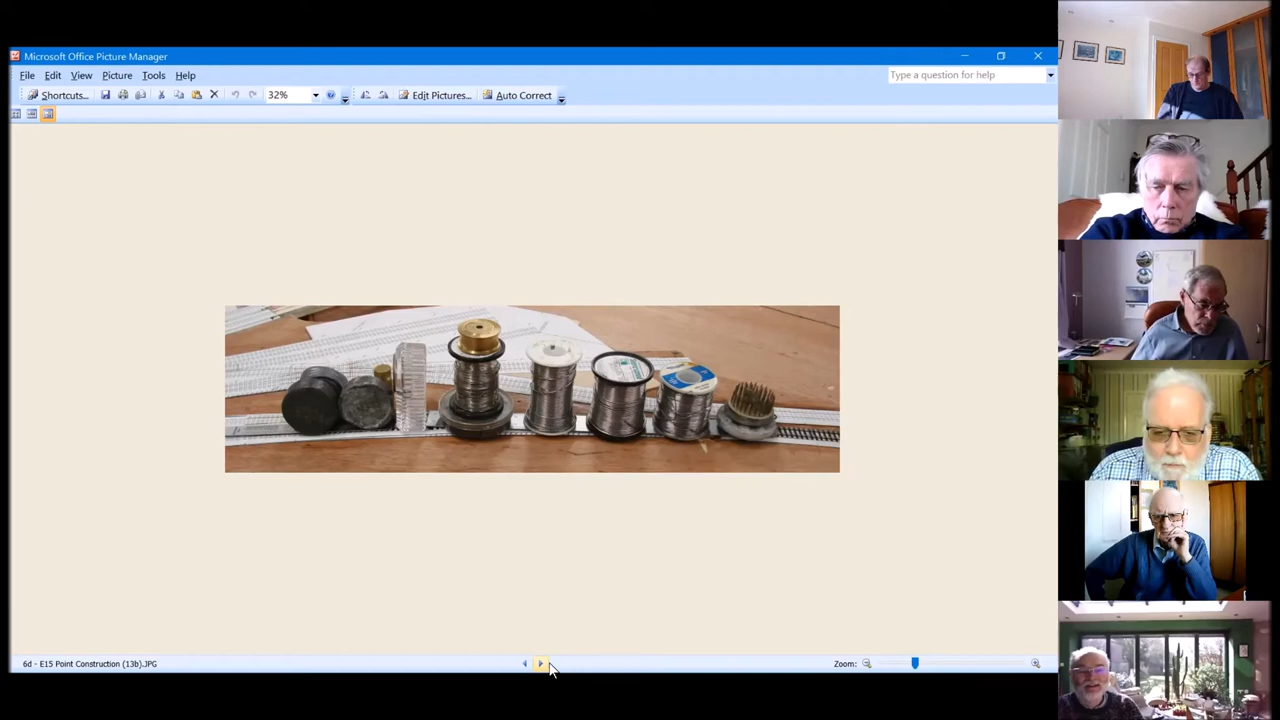 Microsoft Office Picture Manager
File Edit View Picture Tools Help
Type a question for help
Shortcuts... 32% Edit Pictures... Auto Correct
6d - E15 Point Construction (13b).JPG
Zoom: